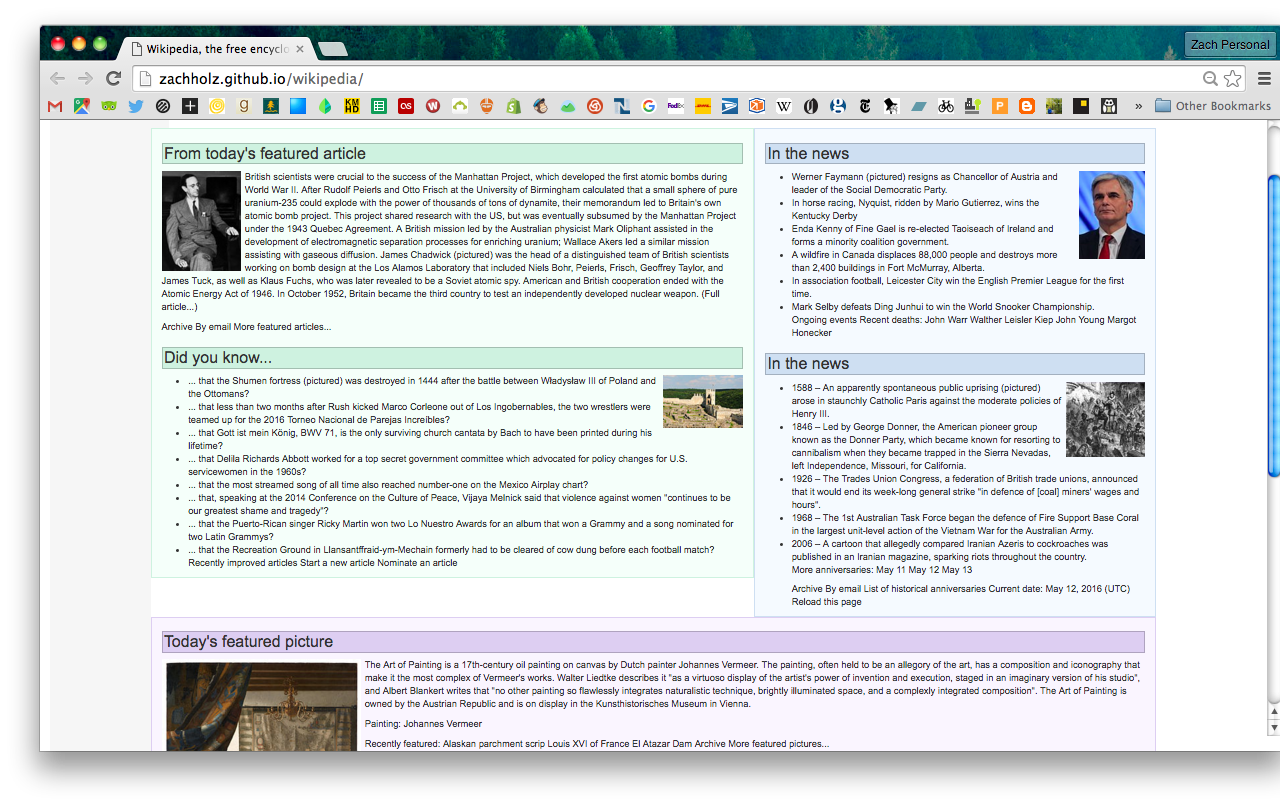 Zach Personal
Wikipedia, the free encyclo
zachholz.github.io/wikipedia/
Other Bookmarks
From today's featured article
British scientists were crucial to the success of the Manhattan Project, which developed the first atomic bombs during
World War II. After Rudolf Peierls and Otto Frisch at the University of Birmingham calculated that a small sphere of pure
uranium-235 could explode with the power of thousands of tons of dynamite, their memorandum led to Britain's own
atomic bomb project. This project shared research with the US, but was eventually subsumed by the Manhattan Project
under the 1943 Quebec Agreement. A British mission led by the Australian physicist Mark Oliphant assisted in the
development of electromagnetic separation processes for enriching uranium; Wallace Akers led a similar mission
assisting with gaseous diffusion. James Chadwick (pictured) was the head of a distinguished team of British scientists
working on bomb design at the Los Alamos Laboratory that included Niels Bohr, Peierls, Frisch, Geoffrey Taylor, and
James Tuck, as well as Klaus Fuchs, who was later revealed to be a Soviet atomic spy. American and British cooperation ended with the
Atomic Energy Act of 1946. In October 1952, Britain became the third country to test an independently developed nuclear weapon. (Full
article...)
Archive By email More featured articles...
Did you know...
... that the Shumen fortress (pictured) was destroyed in 1444 after the battle between Władysław III of Poland and
the Ottomans?
... that less than two months after Rush kicked Marco Corleone out of Los Ingobernables, the two wrestlers were
teamed up for the 2016 Torneo Nacional de Parejas Increíbles?
... that Gott ist mein König, BWV 71, is the only surviving church cantata by Bach to have been printed during his
lifetime?
... that Delila Richards Abbott worked for a top secret government committee which advocated for policy changes for U.S.
servicewomen in the 1960s?
... that the most streamed song of all time also reached number-one on the Mexico Airplay chart?
... that, speaking at the 2014 Conference on the Culture of Peace, Vijaya Melnick said that violence against women "continues to be
our greatest shame and tragedy"?
... that the Puerto-Rican singer Ricky Martin won two Lo Nuestro Awards for an album that won a Grammy and a song nominated for
two Latin Grammys?
... that the Recreation Ground in Llansantffraid-ym-Mechain formerly had to be cleared of cow dung before each football match?
Recently improved articles Start a new article Nominate an article
In the news
Werner Faymann (pictured) resigns as Chancellor of Austria and
leader of the Social Democratic Party.
In horse racing, Nyquist, ridden by Mario Gutierrez, wins the
Kentucky Derby
Enda Kenny of Fine Gael is re-elected Taoiseach of Ireland and
forms a minority coalition government.
A wildfire in Canada displaces 88,000 people and destroys more
than 2,400 buildings in Fort McMurray, Alberta.
In association football, Leicester City win the English Premier League for the first
time.
Mark Selby defeats Ding Junhui to win the World Snooker Championship.
Ongoing events Recent deaths: John Warr Walther Leisler Kiep John Young Margot
Honecker
In the news
1588 – An apparently spontaneous public uprising (pictured)
arose in staunchly Catholic Paris against the moderate policies of
Henry III.
1846 – Led by George Donner, the American pioneer group
known as the Donner Party, which became known for resorting to
cannibalism when they became trapped in the Sierra Nevadas,
left Independence, Missouri, for California.
1926 – The Trades Union Congress, a federation of British trade unions, announced
that it would end its week-long general strike "in defence of [coal] miners' wages and
hours".
1968 – The 1st Australian Task Force began the defence of Fire Support Base Coral
in the largest unit-level action of the Vietnam War for the Australian Army.
2006 – A cartoon that allegedly compared Iranian Azeris to cockroaches was
published in an Iranian magazine, sparking riots throughout the country.
More anniversaries: May 11 May 12 May 13
Archive By email List of historical anniversaries Current date: May 12, 2016 (UTC)
Reload this page
Today's featured picture
The Art of Painting is a 17th-century oil painting on canvas by Dutch painter Johannes Vermeer. The painting, often held to be an allegory of the art, has a composition and iconography that
make it the most complex of Vermeer's works. Walter Liedtke describes it "as a virtuoso display of the artist's power of invention and execution, staged in an imaginary version of his studio",
and Albert Blankert writes that "no other painting so flawlessly integrates naturalistic technique, brightly illuminated space, and a complexly integrated composition". The Art of Painting is
owned by the Austrian Republic and is on display in the Kunsthistorisches Museum in Vienna.
Painting: Johannes Vermeer
Recently featured: Alaskan parchment scrip Louis XVI of France El Atazar Dam Archive More featured pictures...